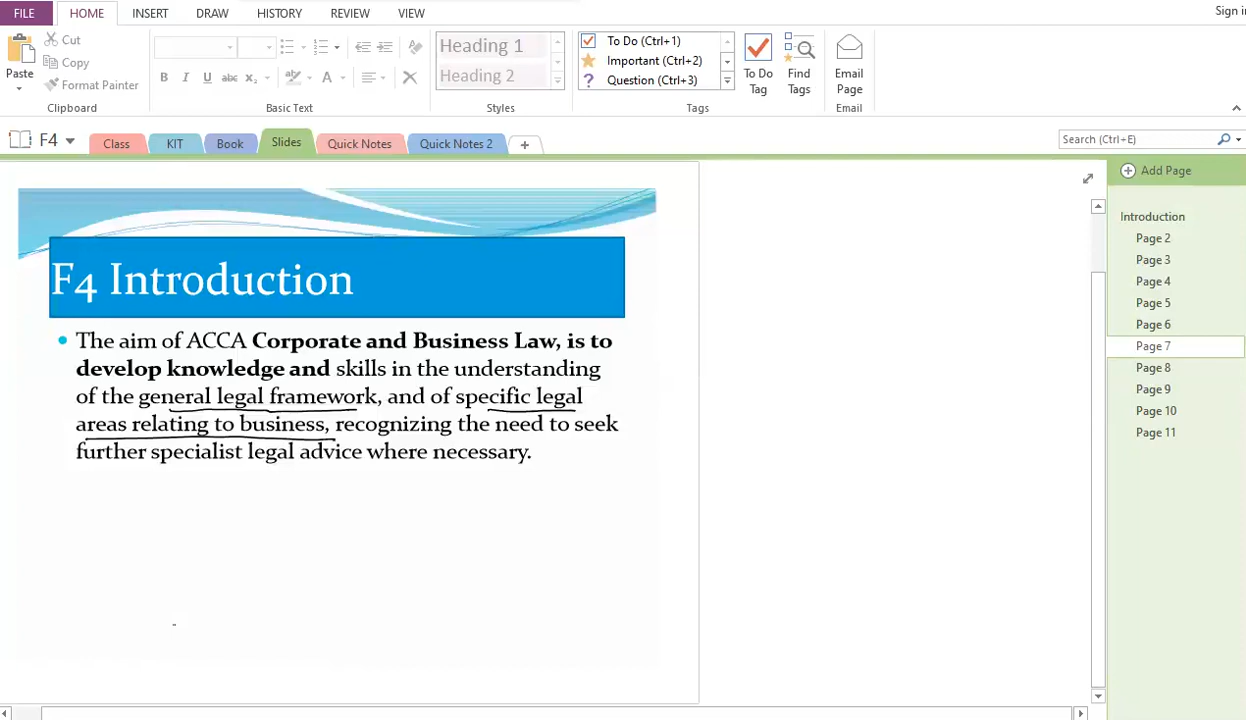 FILE HOME INSERT DRAW HISTORY REVIEW VIEW Sign i
Paste
Cut
Copy
Format Painter
Clipboard
B I U abc x₂ A
Basic Text
Heading 1
Heading 2
Styles
To Do (Ctrl+1)
Important (Ctrl+2)
? Question (Ctrl+3)
Tags
To Do
Tag
Find
Tags
Email
Page
Email
F4 Class KIT Book Slides Quick Notes Quick Notes 2 +
Search (Ctrl+E)
F4 Introduction
• The aim of ACCA Corporate and Business Law, is to
develop knowledge and skills in the understanding
of the general legal framework, and of specific legal
areas relating to business, recognizing the need to seek
further specialist legal advice where necessary.
Add Page
Introduction
Page 2
Page 3
Page 4
Page 5
Page 6
Page 7
Page 8
Page 9
Page 10
Page 11